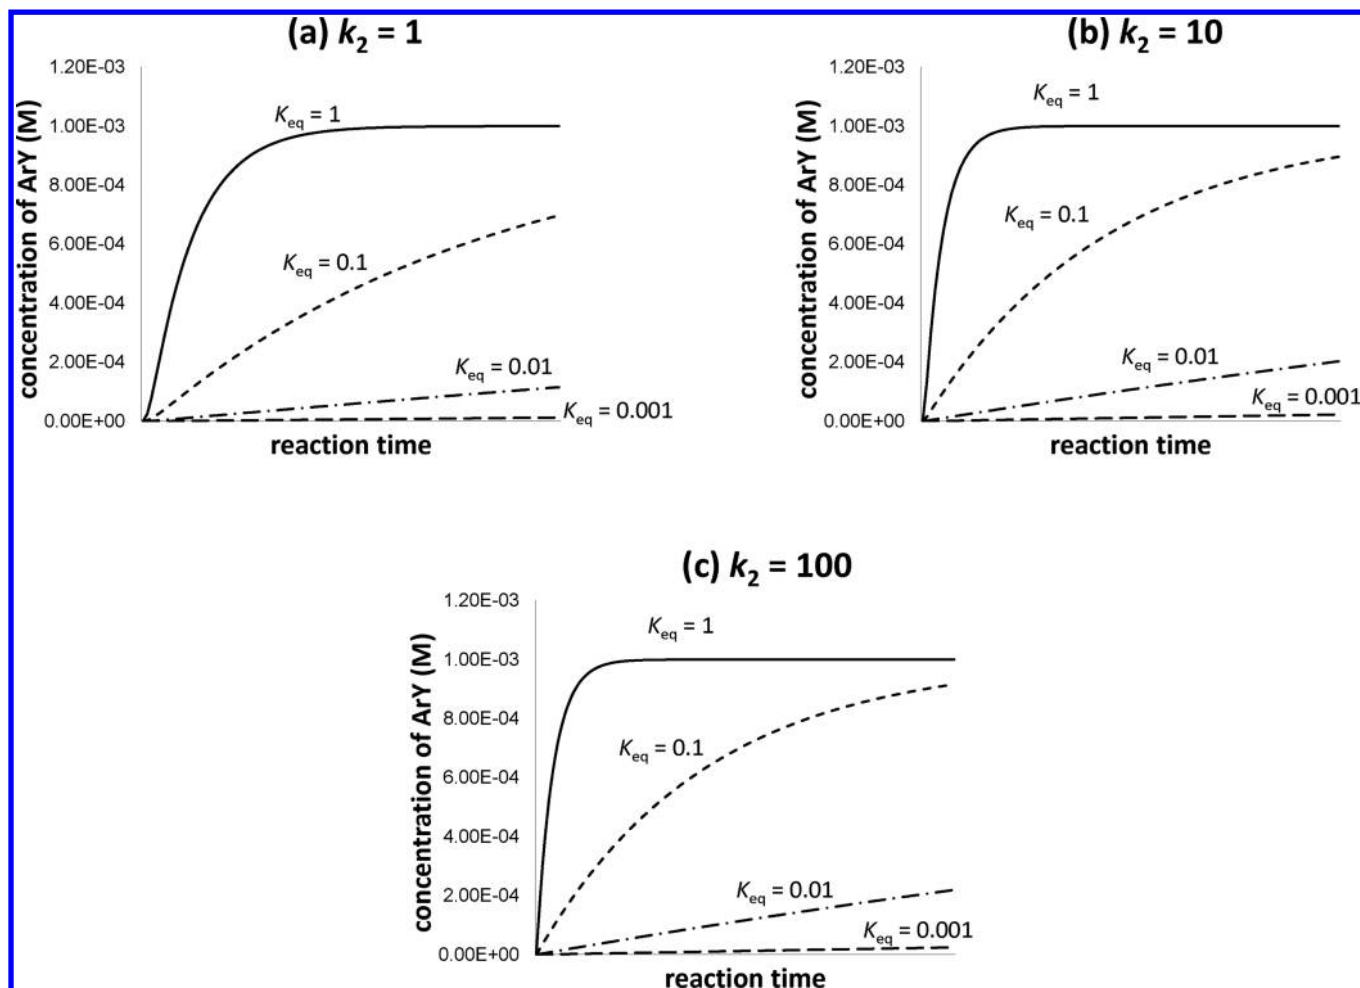 (a) k2 = 1
concentration of ArY (M)
1.20E-03
1.00E-03
8.00E-04
6.00E-04
4.00E-04
2.00E-04
0.00E+00
Keq = 1
Keq = 0.1
Keq = 0.01
Keq = 0.001
reaction time
(b) k2 = 10
concentration of ArY (M)
1.20E-03
1.00E-03
8.00E-04
6.00E-04
4.00E-04
2.00E-04
0.00E+00
Keq = 1
Keq = 0.1
Keq = 0.01
Keq = 0.001
reaction time
(c) k2 = 100
concentration of ArY (M)
1.20E-03
1.00E-03
8.00E-04
6.00E-04
4.00E-04
2.00E-04
0.00E+00
Keq = 1
Keq = 0.1
Keq = 0.01
Keq = 0.001
reaction time